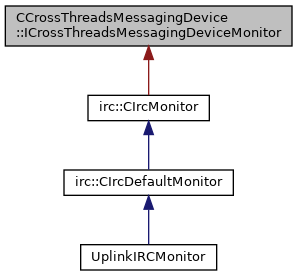 CCrossThreadsMessagingDevice
::ICrossThreadsMessagingDeviceMonitor
irc::CIrcMonitor
irc::CIrcDefaultMonitor
UplinkIRCMonitor